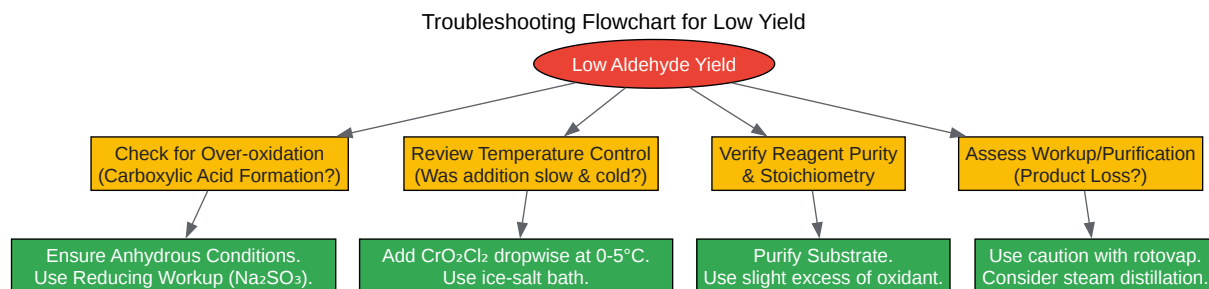 Troubleshooting Flowchart for Low Yield
Low Aldehyde Yield
Check for Over-oxidation
(Carboxylic Acid Formation?)
Review Temperature Control
(Was addition slow & cold?)
Verify Reagent Purity
& Stoichiometry
Assess Workup/Purification
(Product Loss?)
Ensure Anhydrous Conditions.
Use Reducing Workup (Na₂SO₃).
Add CrO₂Cl₂ dropwise at 0-5°C.
Use ice-salt bath.
Purify Substrate.
Use slight excess of oxidant.
Use caution with rotovap.
Consider steam distillation.